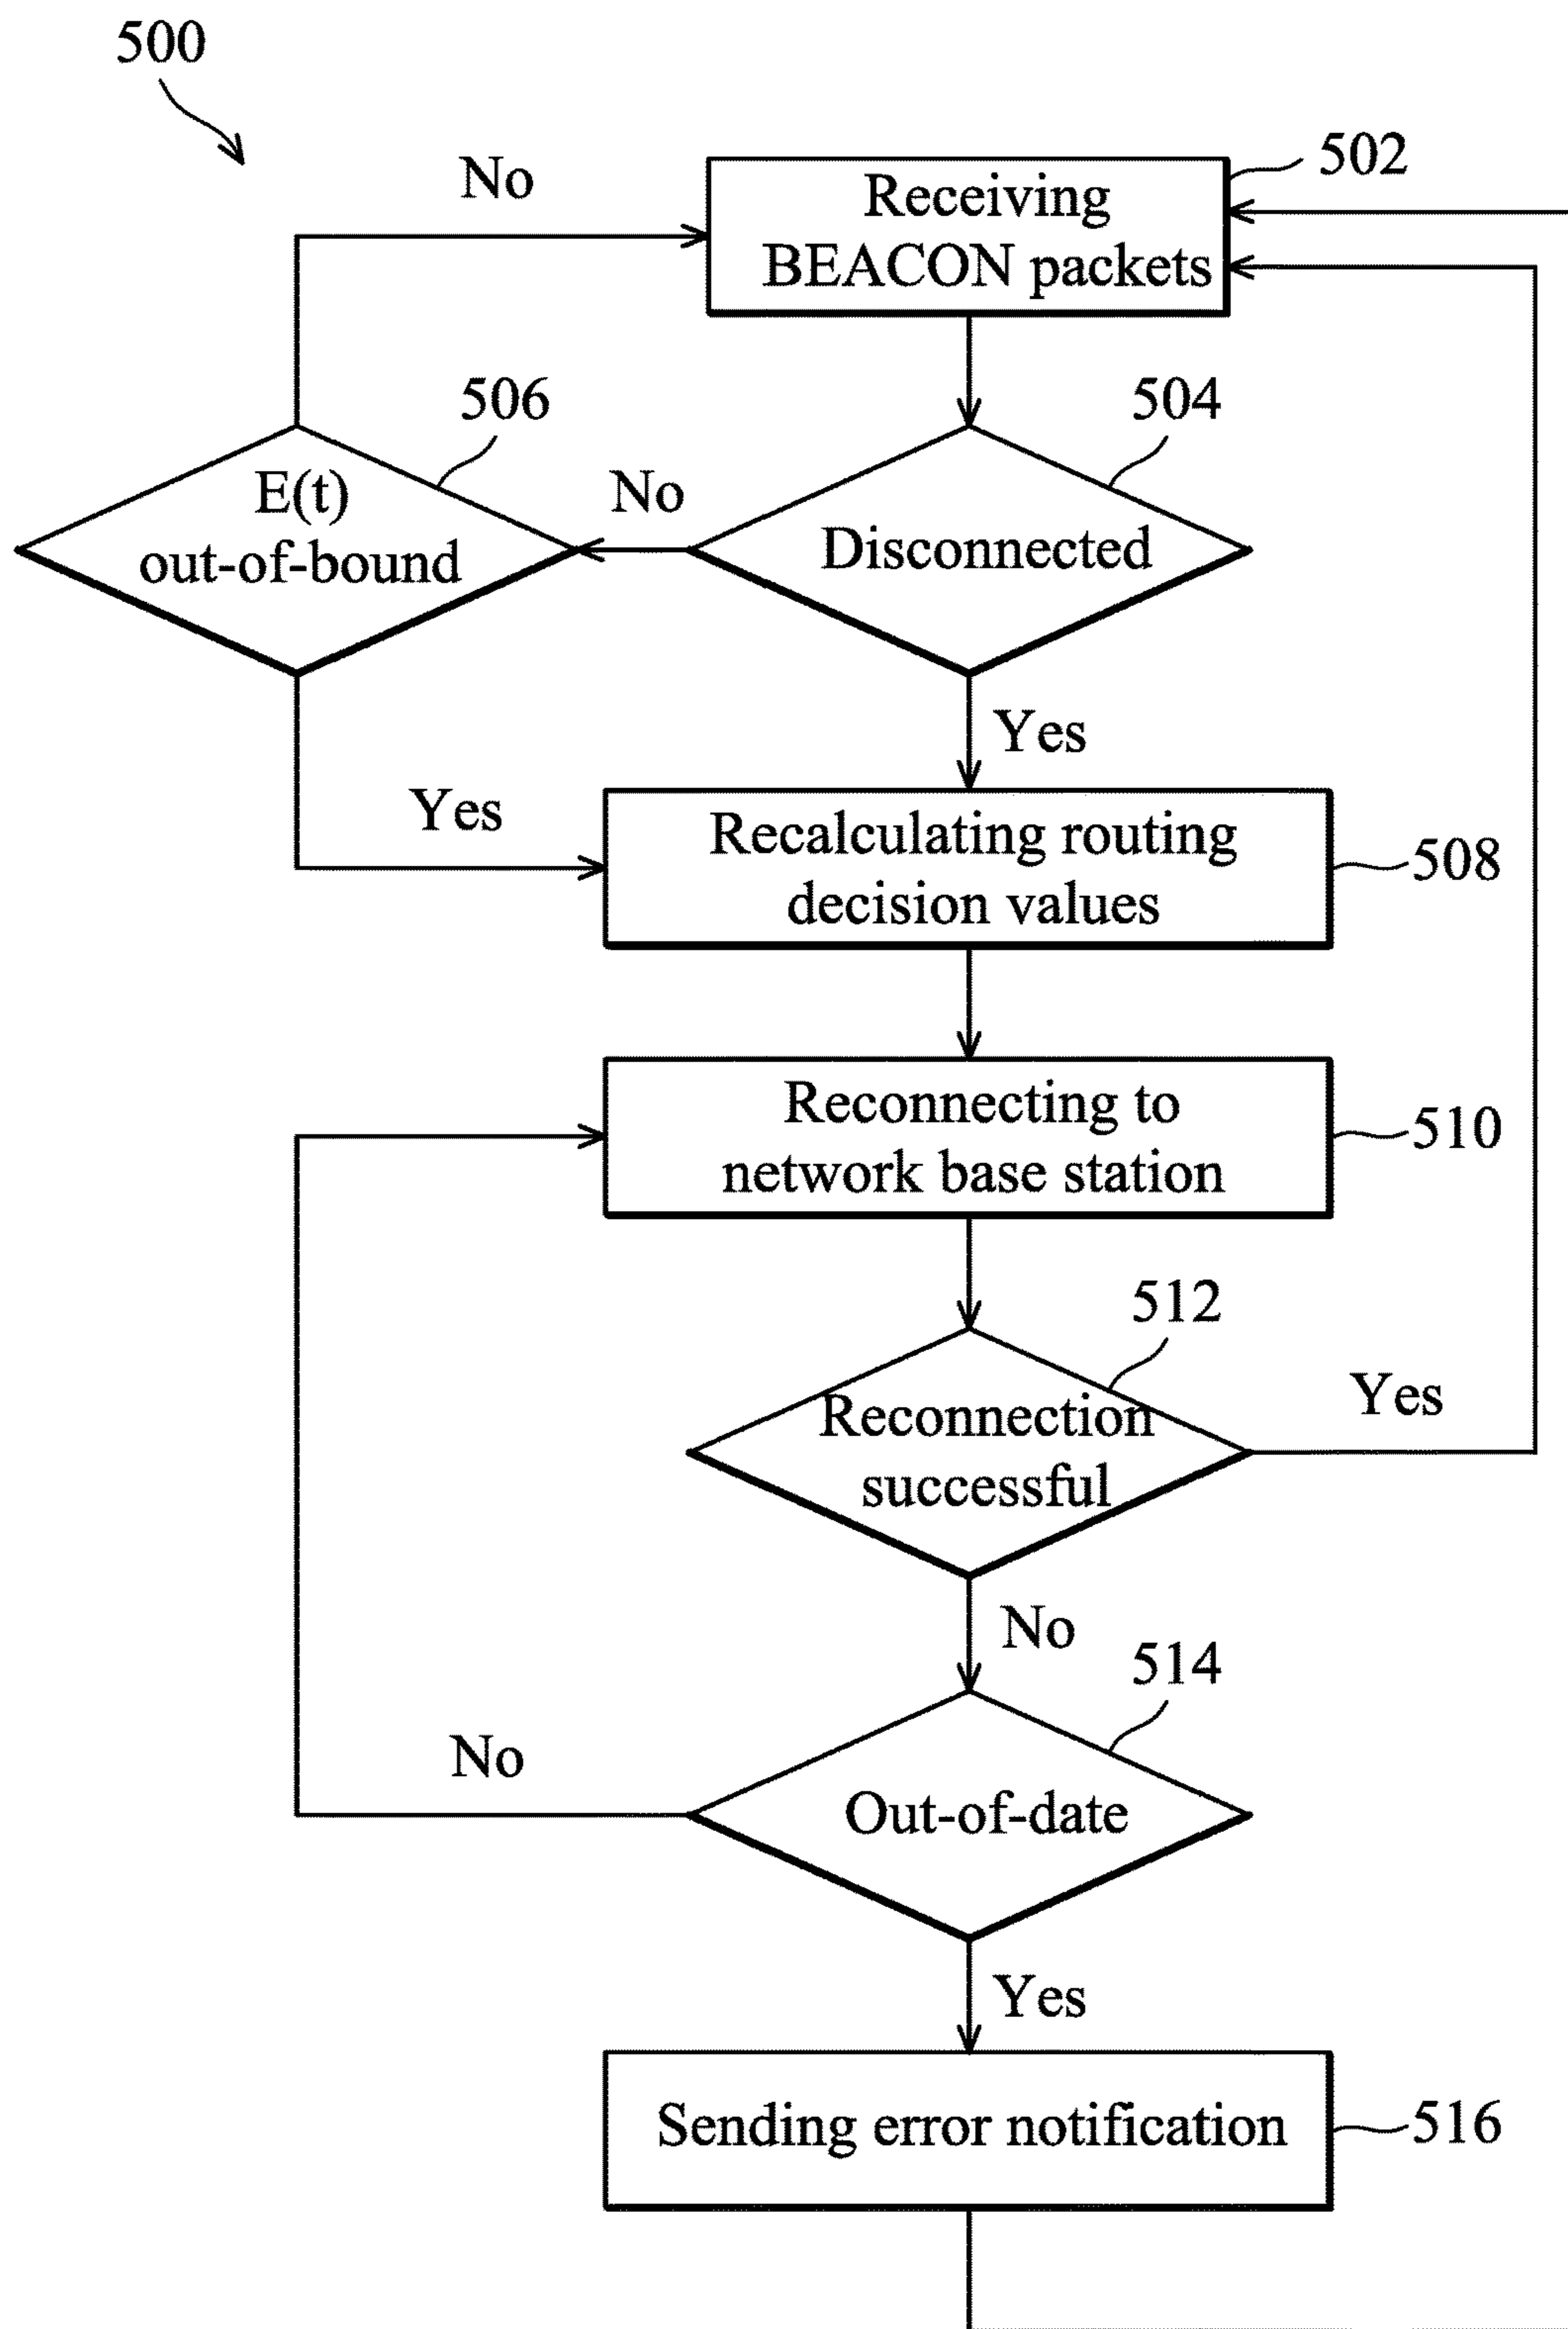 500
No
502
Receiving
BEACON packets
506
504
E(t)
out-of-bound
No
Disconnected
Yes
Yes
Recalculating routing
decision values
508
Reconnecting to
network base station
510
512
Reconnection
successful
Yes
No
514
No
Out-of-date
Yes
Sending error notification
516